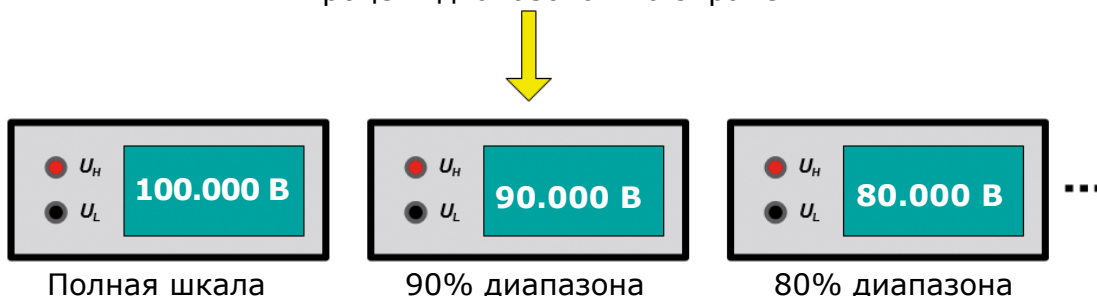 U_H
U_L
100.000 В
U_H
U_L
90.000 В
U_H
U_L
80.000 В
...
Полная шкала
90% диапазона
80% диапазона